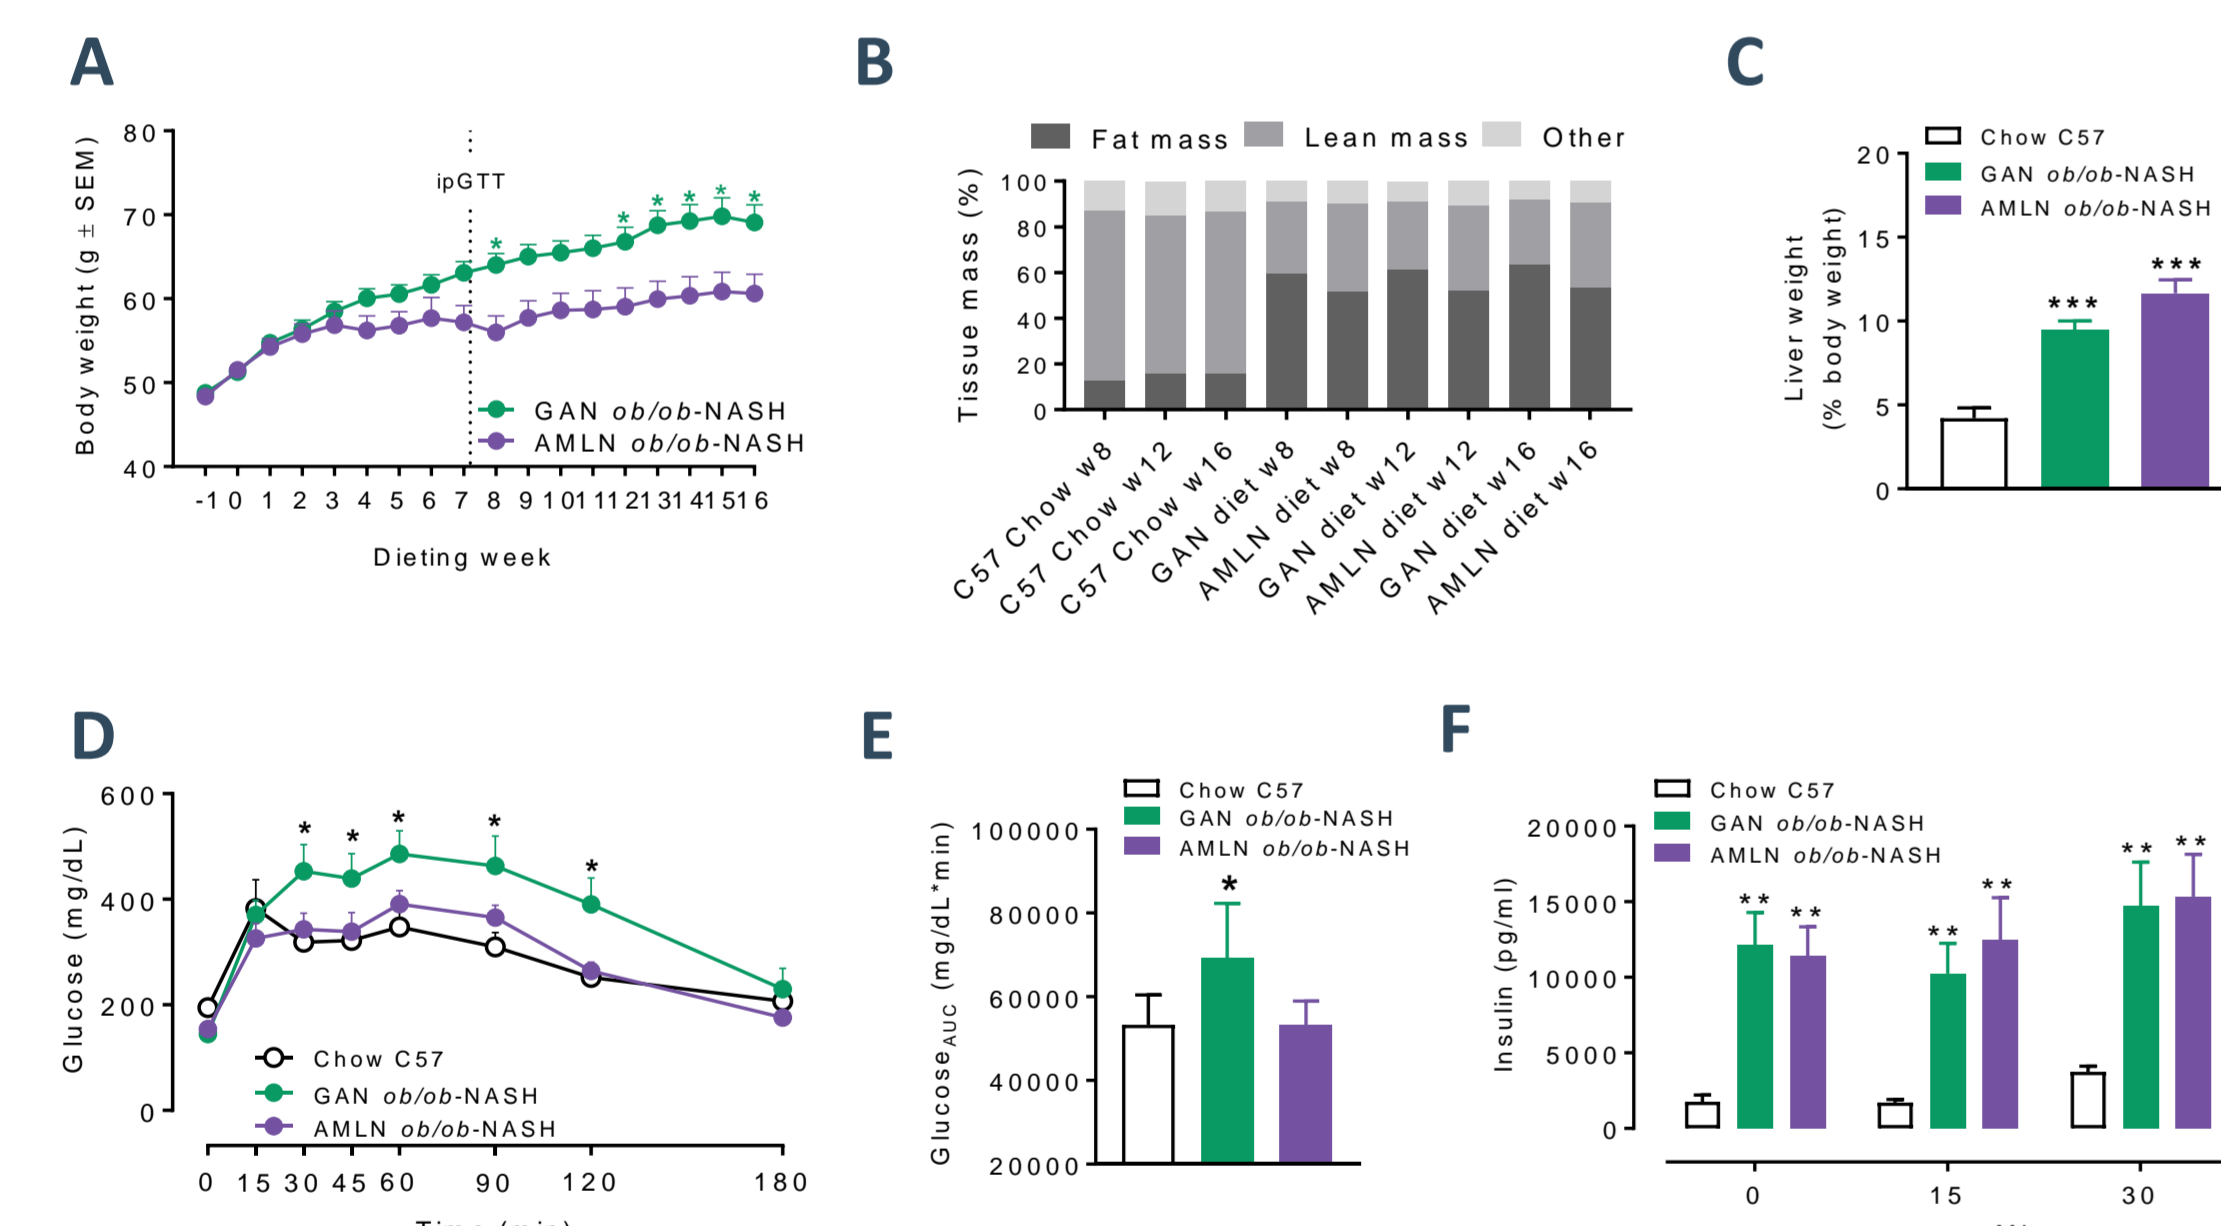 A
Body weight (g ± SEM)
80
70
60
50
40
ipGTT
* * * * * *
GAN ob/ob-NASH
AMLN ob/ob-NASH
-1 0 1 2 3 4 5 6 7 8 9 10 11 12 13 14 15 16
Dieting week
B
Fat mass Lean mass Other
Tissue mass (%)
100
80
60
40
20
0
C57 Chow w8
C57 Chow w12
C57 Chow w16
GAN diet w8
AMLN diet w8
GAN diet w12
AMLN diet w12
GAN diet w16
AMLN diet w16
C
Chow C57
GAN ob/ob-NASH
AMLN ob/ob-NASH
Liver weight
(% body weight)
20
15
10
5
0
***
***
D
Glucose (mg/dL)
600
400
200
0
* * * * *
Chow C57
GAN ob/ob-NASH
AMLN ob/ob-NASH
0 15 30 45 60 90 120 180
Time (min)
E
Chow C57
GAN ob/ob-NASH
AMLN ob/ob-NASH
GlucoseAUC (mg/dL*min)
100000
80000
60000
40000
20000
*
F
Chow C57
GAN ob/ob-NASH
AMLN ob/ob-NASH
Insulin (pg/ml)
20000
15000
10000
5000
0
** ** ** ** ** **
0 15 30